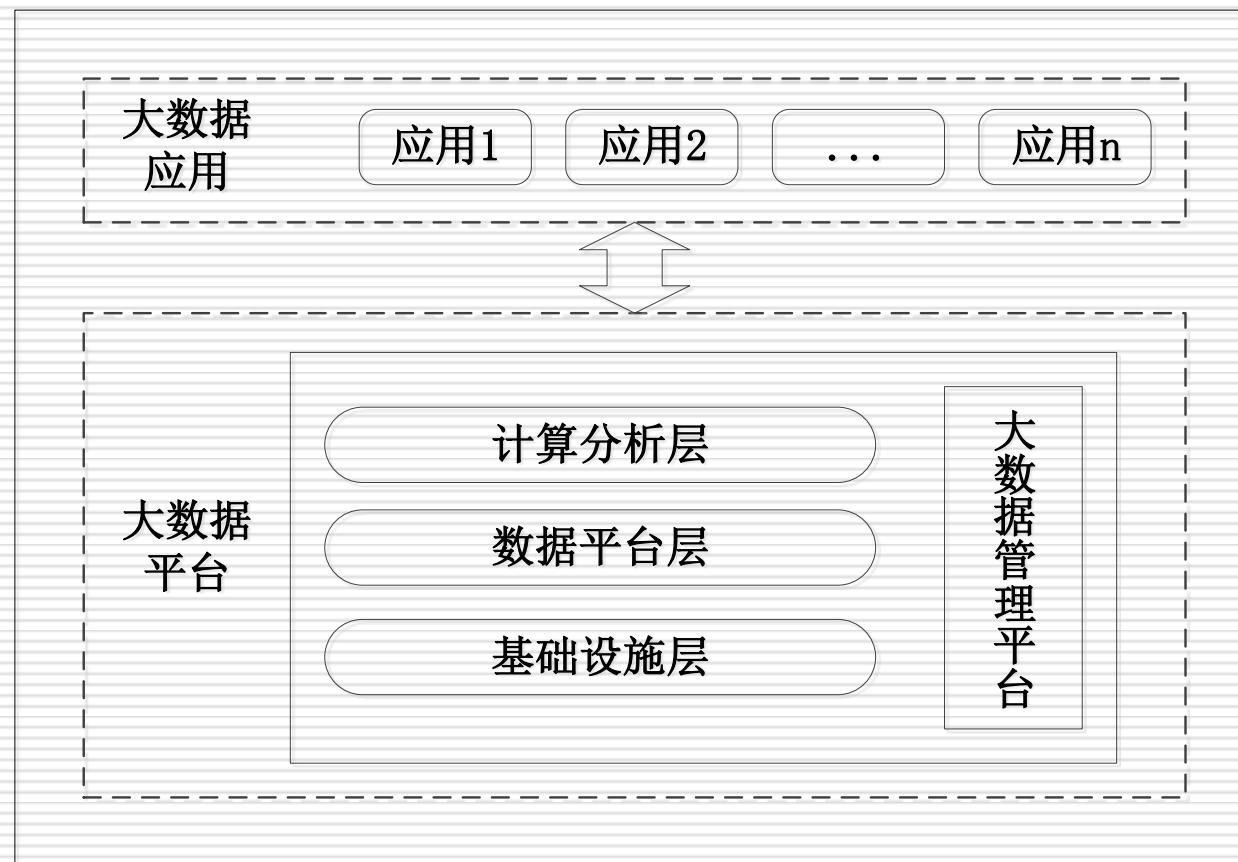 大数据
应用
应用1
应用2
...
应用n
计算分析层
大数据
平台
数据平台层
基础设施层
大数据管理平台